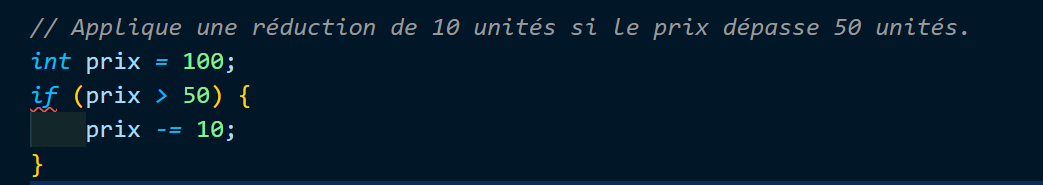 // Applique une réduction de 10 unités si le prix dépasse 50 unités.
int prix = 100;
if (prix > 50) {
    prix -= 10;
}